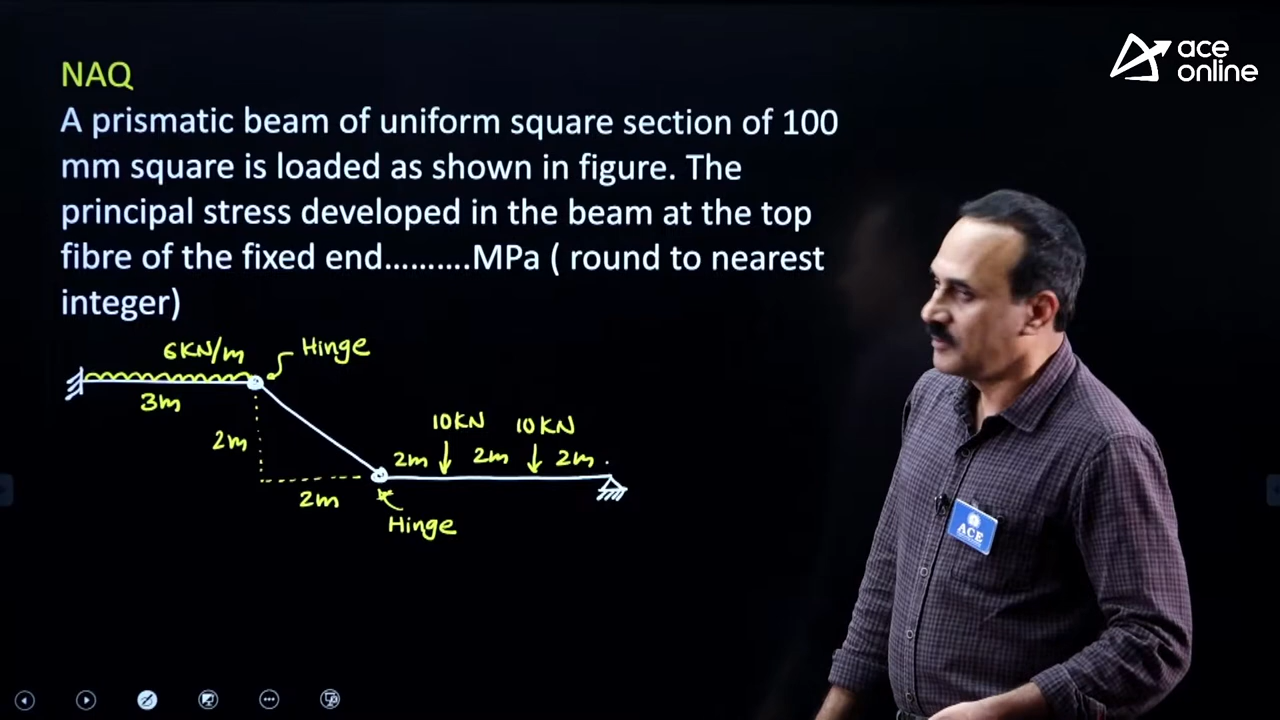 ace
online
NAQ
A prismatic beam of uniform square section of 100
mm square is loaded as shown in figure. The
principal stress developed in the beam at the top
fibre of the fixed end..........MPa ( round to nearest
integer)
6KN/m
Hinge
3m
2m
10KN 10KN
2m 2m 2m
2m
Hinge
ACE